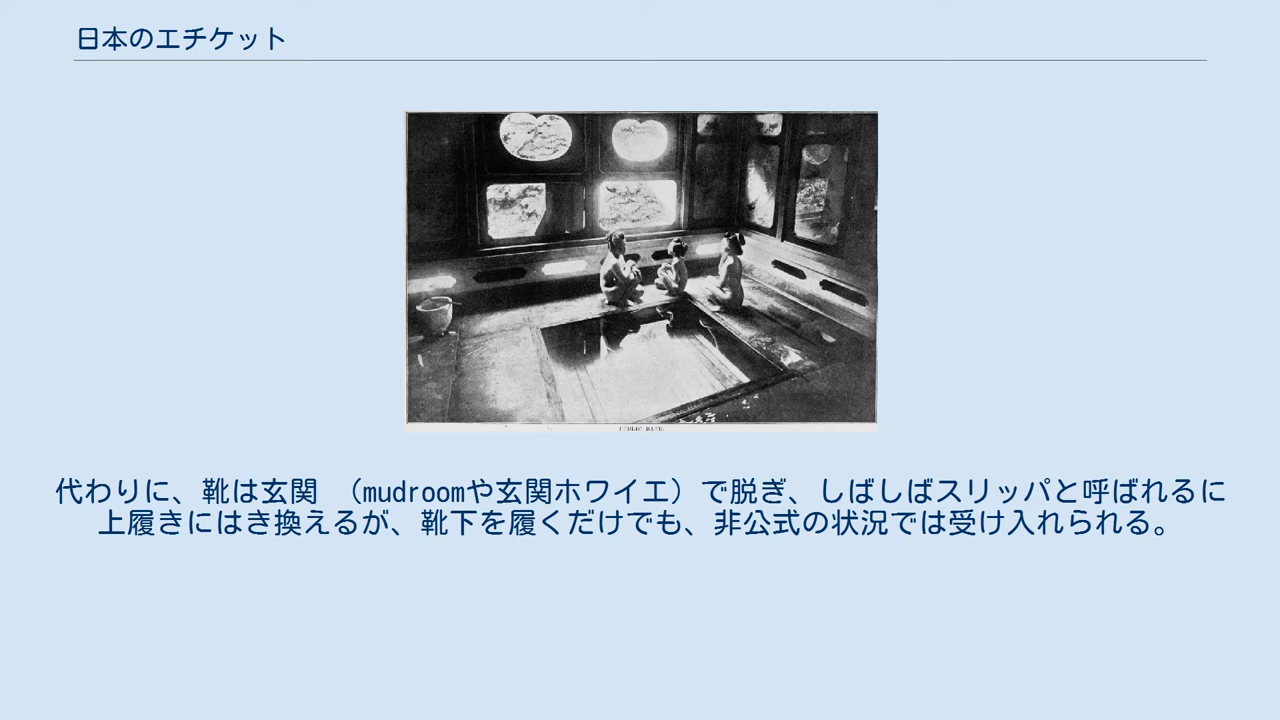 日本のエチケット
PUBLIC BATH.
代わりに、靴は玄関　（mudroomや玄関ホワイエ）で脱ぎ、しばしばスリッパと呼ばれるに
上履きにはき換えるが、靴下を履くだけでも、非公式の状況では受け入れられる。